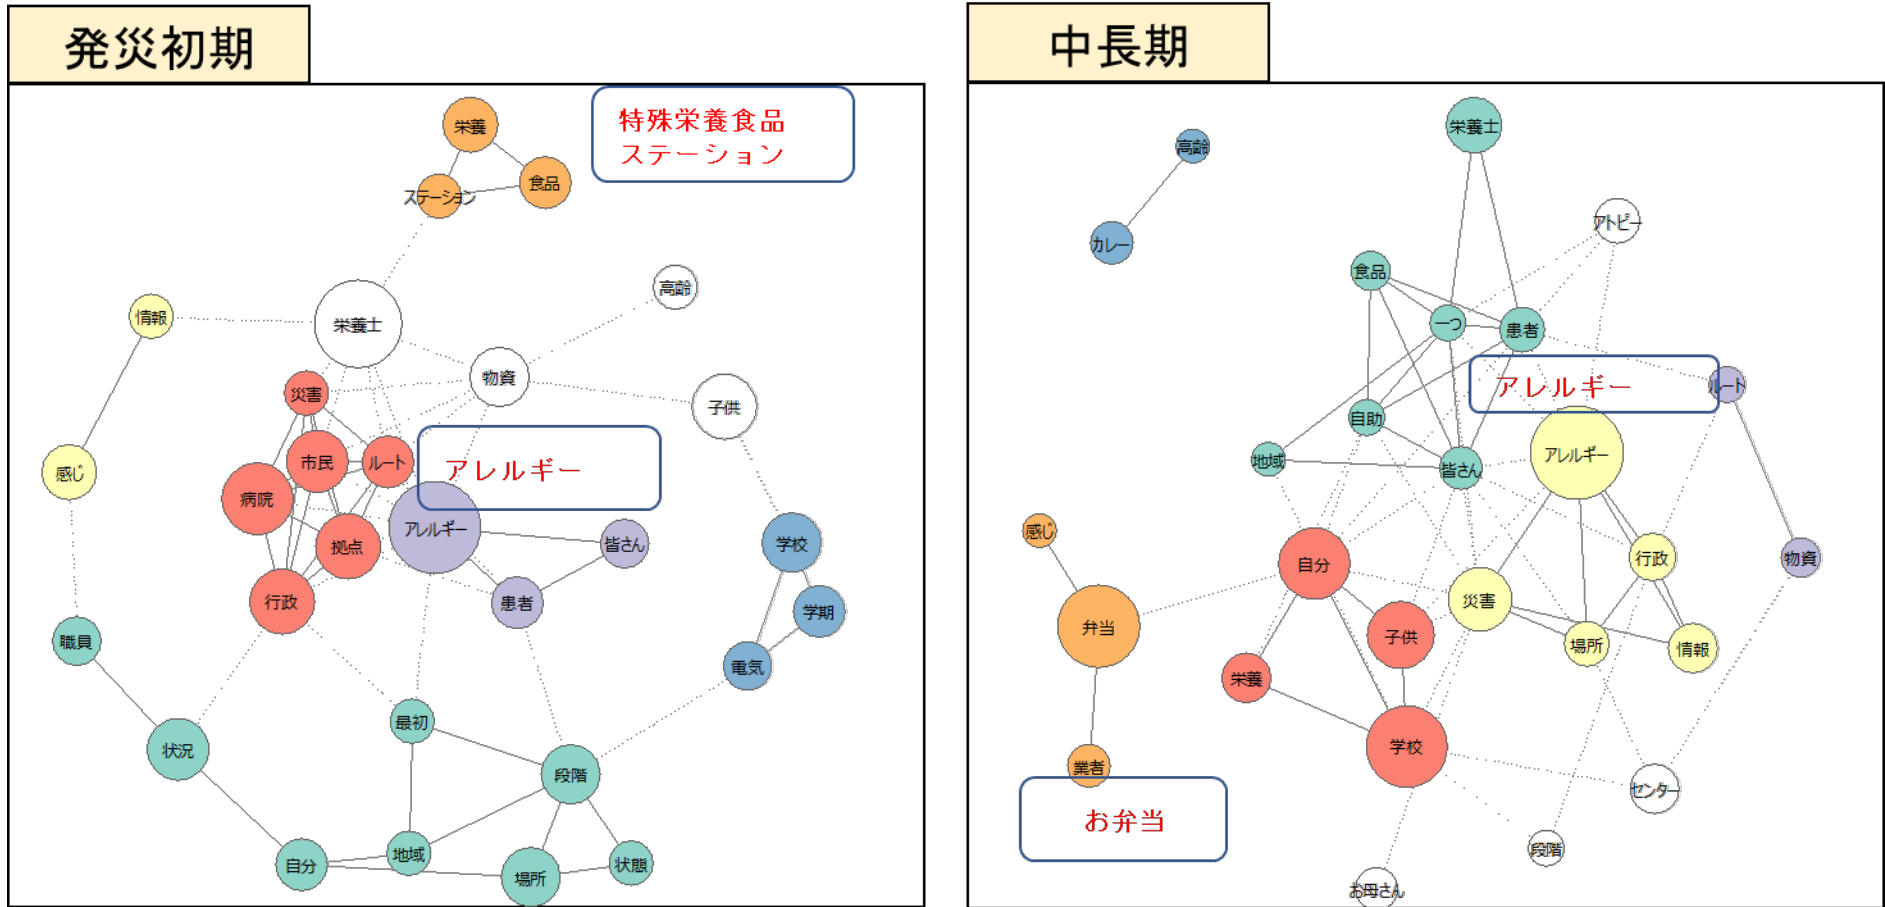 発災初期
栄養
特殊栄養食品
ステーション
食品
ステーション
高齢
情報
栄養士
物資
災害
子供
市民
ルート
アレルギー
感じ
病院
アレルギー
拠点
皆さん
学校
行政
患者
学期
職員
電気
最初
状況
段階
地域
自分
場所
状態
中長期
栄養士
高齢
アトピー
カレー
食品
一つ
患者
アレルギー
ルート
自助
アレルギー
地域
皆さん
感じ
自分
行政
物資
災害
弁当
子供
場所
情報
栄養
学校
業者
センター
お弁当
段階
お母さん